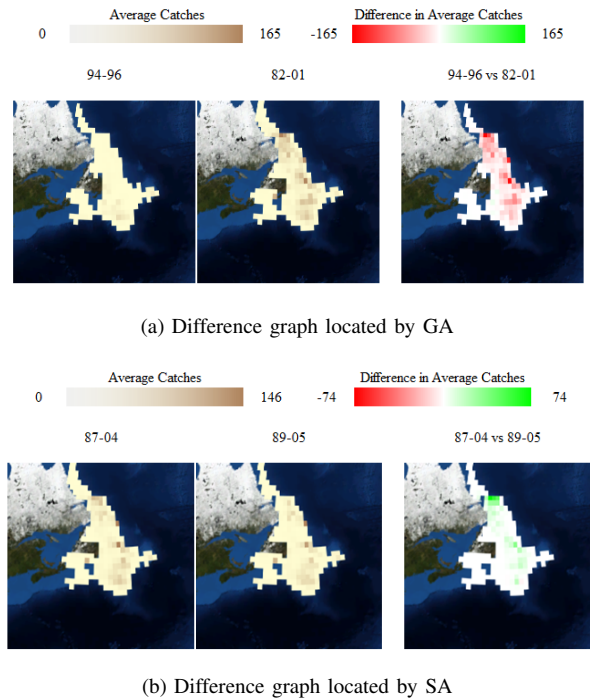 Average Catches Difference in Average Catches
0 165 -165 165
94-96 82-01 94-96 vs 82-01
(a) Difference graph located by GA
Average Catches Difference in Average Catches
0 146 -74 74
87-04 89-05 87-04 vs 89-05
(b) Difference graph located by SA